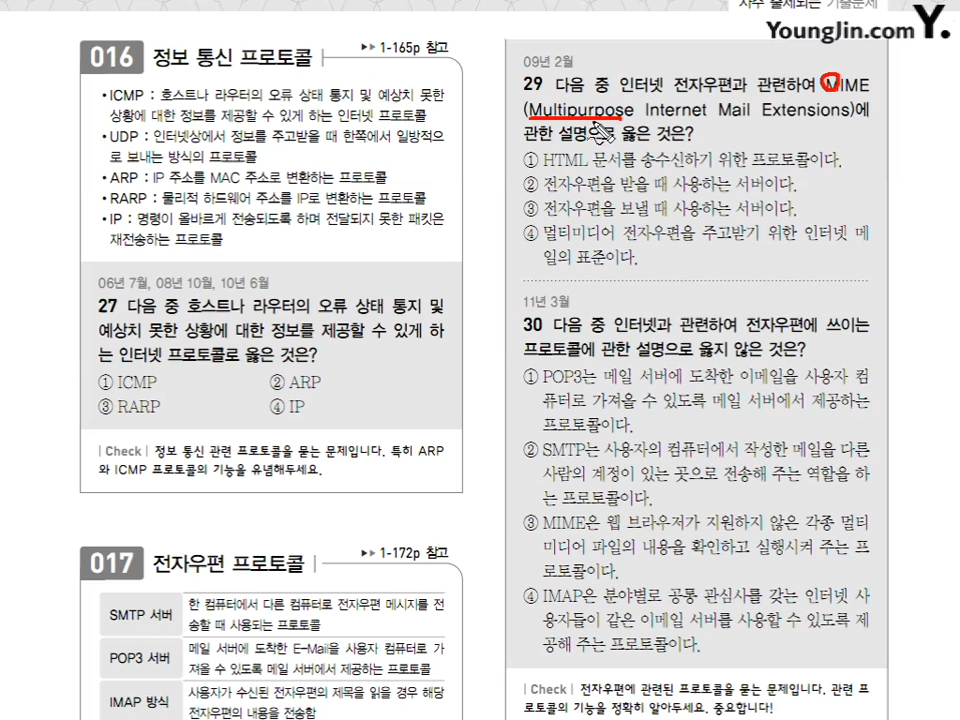 자주 출제되는 기출문제
YoungJin.com Y.
016 정보 통신 프로토콜
▶▶ 1-165p 참고
• ICMP : 호스트나 라우터의 오류 상태 통지 및 예상치 못한
상황에 대한 정보를 제공할 수 있게 하는 인터넷 프로토콜
• UDP : 인터넷상에서 정보를 주고받을 때 한쪽에서 일방적으
로 보내는 방식의 프로토콜
• ARP : IP 주소를 MAC 주소로 변환하는 프로토콜
• RARP : 물리적 하드웨어 주소를 IP로 변환하는 프로토콜
• IP : 명령이 올바르게 전송되도록 하며 전달되지 못한 패킷은
재전송하는 프로토콜
06년 7월, 08년 10월, 10년 6월
27 다음 중 호스트나 라우터의 오류 상태 통지 및
예상치 못한 상황에 대한 정보를 제공할 수 있게 하
는 인터넷 프로토콜로 옳은 것은?
① ICMP ② ARP
③ RARP ④ IP
| Check | 정보 통신 관련 프로토콜을 묻는 문제입니다. 특히 ARP
와 ICMP 프로토콜의 기능을 유념해두세요.
017 전자우편 프로토콜
▶▶ 1-172p 참고
SMTP 서버 한 컴퓨터에서 다른 컴퓨터로 전자우편 메시지를 전
송할 때 사용되는 프로토콜
POP3 서버 메일 서버에 도착한 E-Mail을 사용자 컴퓨터로 가
져올 수 있도록 메일 서버에서 제공하는 프로토콜
IMAP 방식 사용자가 수신된 전자우편의 제목을 읽을 경우 해당
전자우편의 내용을 전송함
09년 2월
29 다음 중 인터넷 전자우편과 관련하여 MIME
(Multipurpose Internet Mail Extensions)에
관한 설명으로 옳은 것은?
① HTML 문서를 송수신하기 위한 프로토콜이다.
② 전자우편을 받을 때 사용하는 서버이다.
③ 전자우편을 보낼 때 사용하는 서버이다.
④ 멀티미디어 전자우편을 주고받기 위한 인터넷 메
일의 표준이다.
11년 3월
30 다음 중 인터넷과 관련하여 전자우편에 쓰이는
프로토콜에 관한 설명으로 옳지 않은 것은?
① POP3는 메일 서버에 도착한 이메일을 사용자 컴
퓨터로 가져올 수 있도록 메일 서버에서 제공하는
프로토콜이다.
② SMTP는 사용자의 컴퓨터에서 작성한 메일을 다른
사람의 계정이 있는 곳으로 전송해 주는 역할을 하
는 프로토콜이다.
③ MIME은 웹 브라우저가 지원하지 않은 각종 멀티
미디어 파일의 내용을 확인하고 실행시켜 주는 프
로토콜이다.
④ IMAP은 분야별로 공통 관심사를 갖는 인터넷 사
용자들이 같은 이메일 서버를 사용할 수 있도록 제
공해 주는 프로토콜이다.
| Check | 전자우편에 관련된 프로토콜을 묻는 문제입니다. 관련 프
로토콜의 기능을 정확히 알아두세요. 중요합니다!